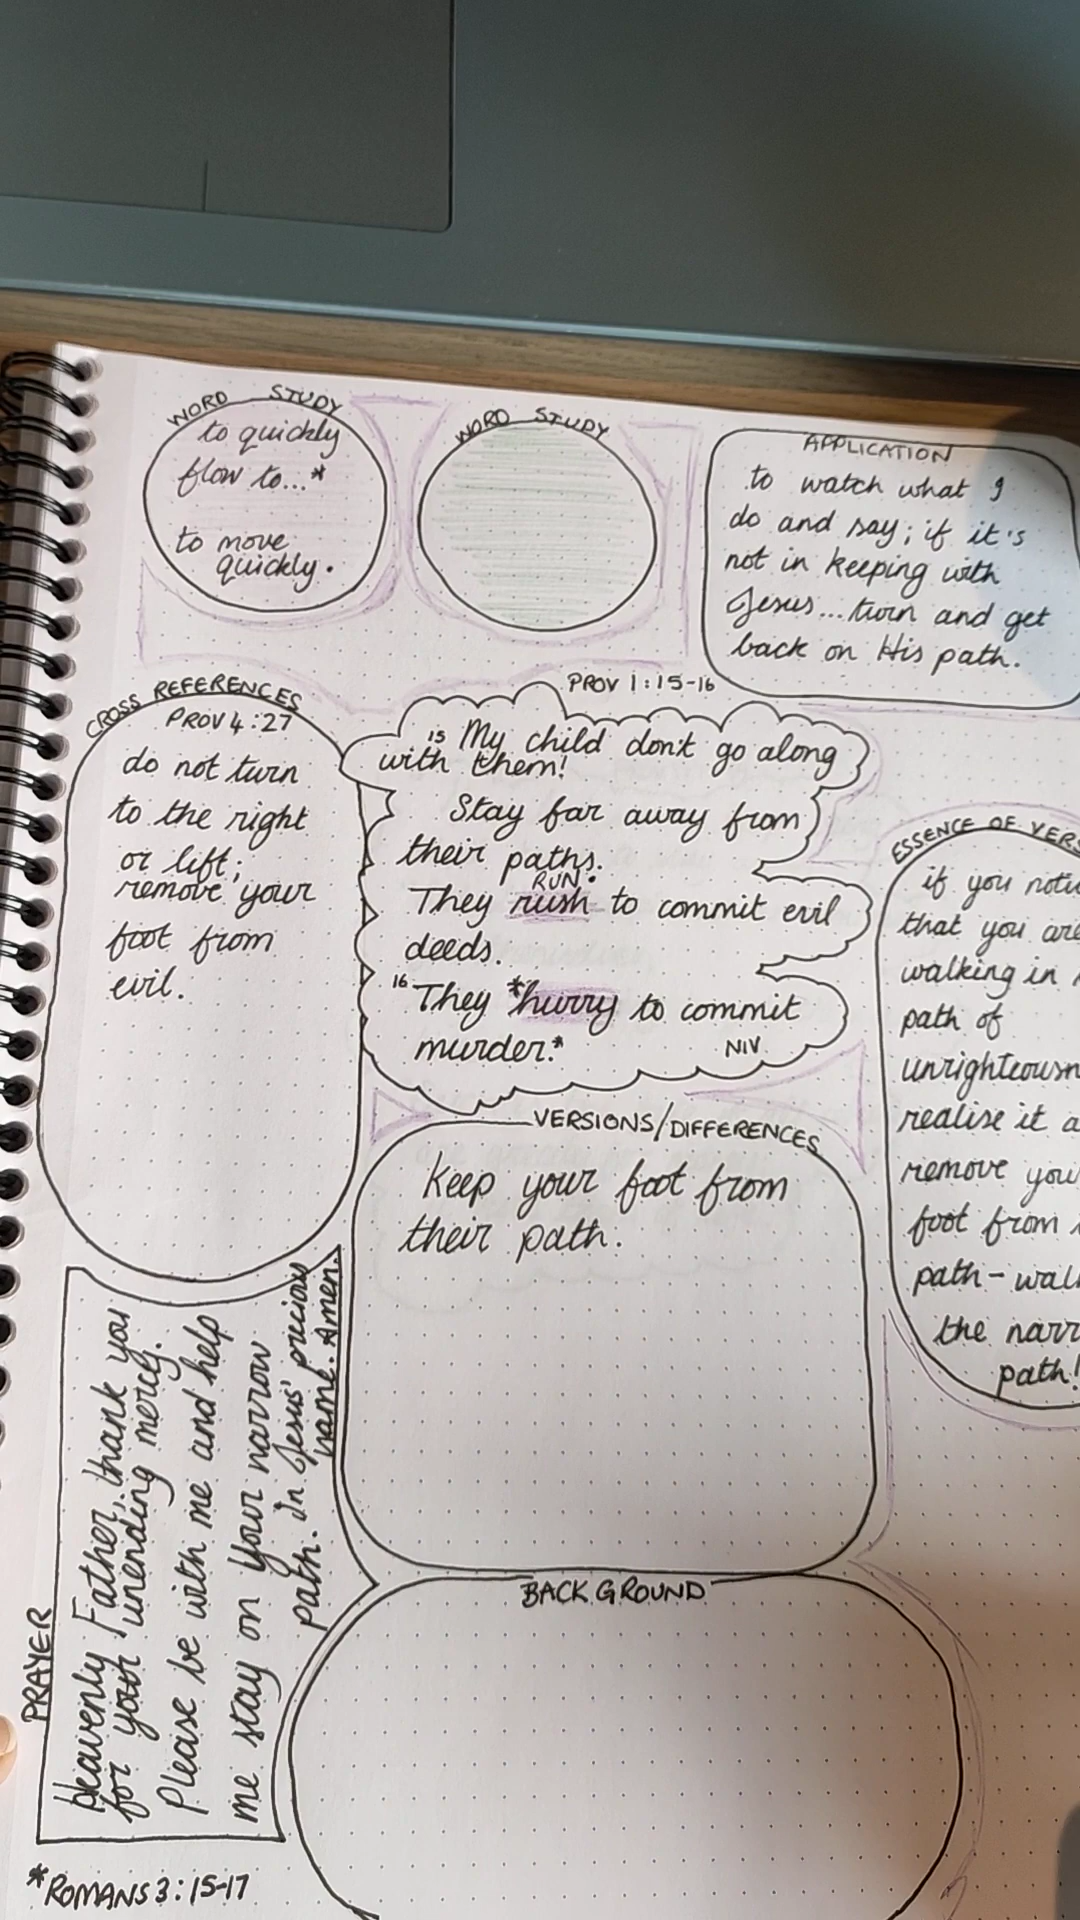 WORD STUDY
to quickly
flow to...*
to move
quickly.
WORD STUDY
APPLICATION
to watch what I
do and say; if it's
not in keeping with
Jesus...turn and get
back on His path.
CROSS REFERENCES
PROV 4:27
do not turn
to the right
or left;
remove your
foot from
evil.
PROV 1:15-16
15 My child don't go along
with them!
Stay far away from
their paths.
RUN.
They rush to commit evil
deeds.
16 They *hurry to commit
murder.*
NIV
ESSENCE OF
if you
that you are
walking in
path of
realise it
remove
foot from
path-
the
path!
VERSIONS/DIFFERENCES
Keep your foot from
their path.
BACKGROUND
PRAYER
Heavenly Father, thank you
for your unending mercy.
Please be with me and help
me stay on your narrow
path. In Jesus' precious
name. Amen.
*ROMANS 3:15-17